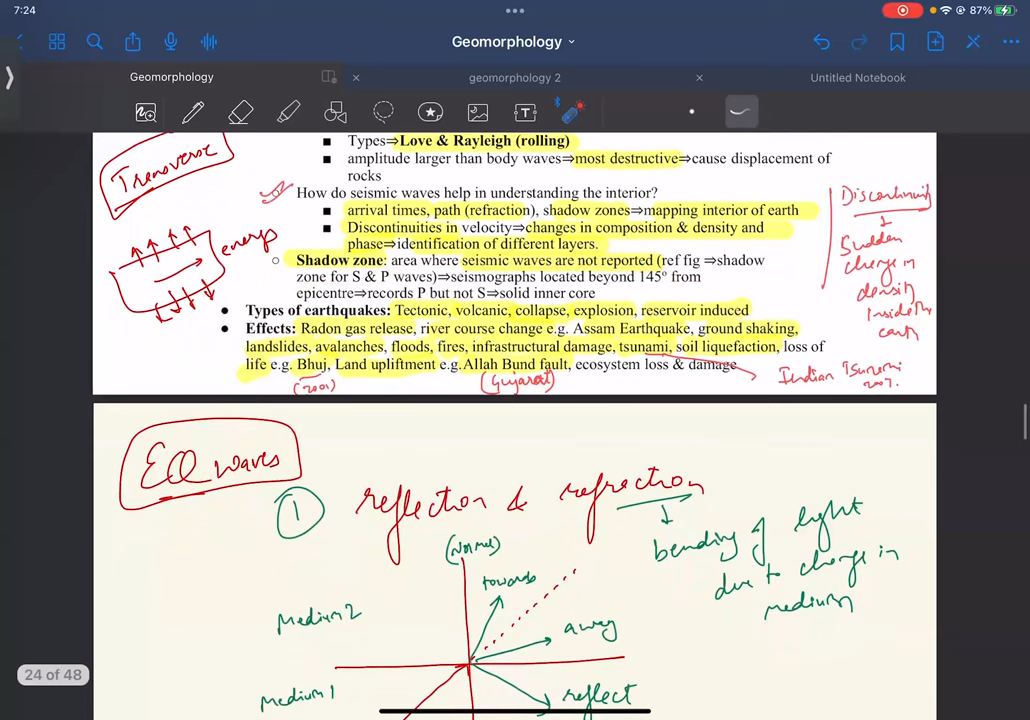 7:24
87%
Geomorphology
Geomorphology
geomorphology 2
Untitled Notebook
■ Types⇒Love & Rayleigh (rolling)
■ amplitude larger than body waves⇒most destructive⇒cause displacement of
rocks
Transverse
energy
How do seismic waves help in understanding the interior?
■ arrival times, path (refraction), shadow zones⇒mapping interior of earth
■ Discontinuities in velocity⇒changes in composition & density and
phase⇒identification of different layers.
○ Shadow zone: area where seismic waves are not reported (ref fig ⇒shadow
zone for S & P waves)⇒seismographs located beyond 145º from
epicentre⇒records P but not S⇒solid inner core
● Types of earthquakes: Tectonic, volcanic, collapse, explosion, reservoir induced
● Effects: Radon gas release, river course change e.g. Assam Earthquake, ground shaking,
landslides, avalanches, floods, fires, infrastructural damage, tsunami, soil liquefaction, loss of
life e.g. Bhuj, Land upliftment e.g.Allah Bund fault, ecosystem loss & damage
(2001)
(Gujarat)
Discontinuity
↓
Sudden
change in
density
inside the
earth
Indian Tsunami
2007.
EQ waves
1
reflection & refrection
↓
bending of light
due to change in
medium
(Normal)
towards
away
Medium 2
Medium 1
reflect
24 of 48